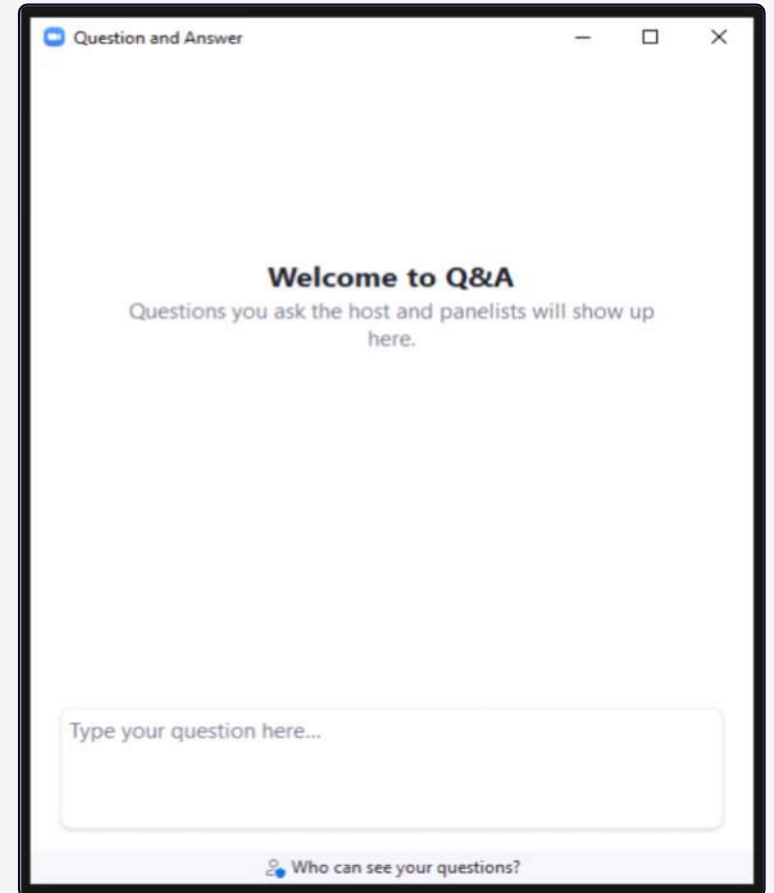 Question and Answer
Welcome to Q&A
Questions you ask the host and panelists will show up
here.
Type your question here...
Who can see your questions?